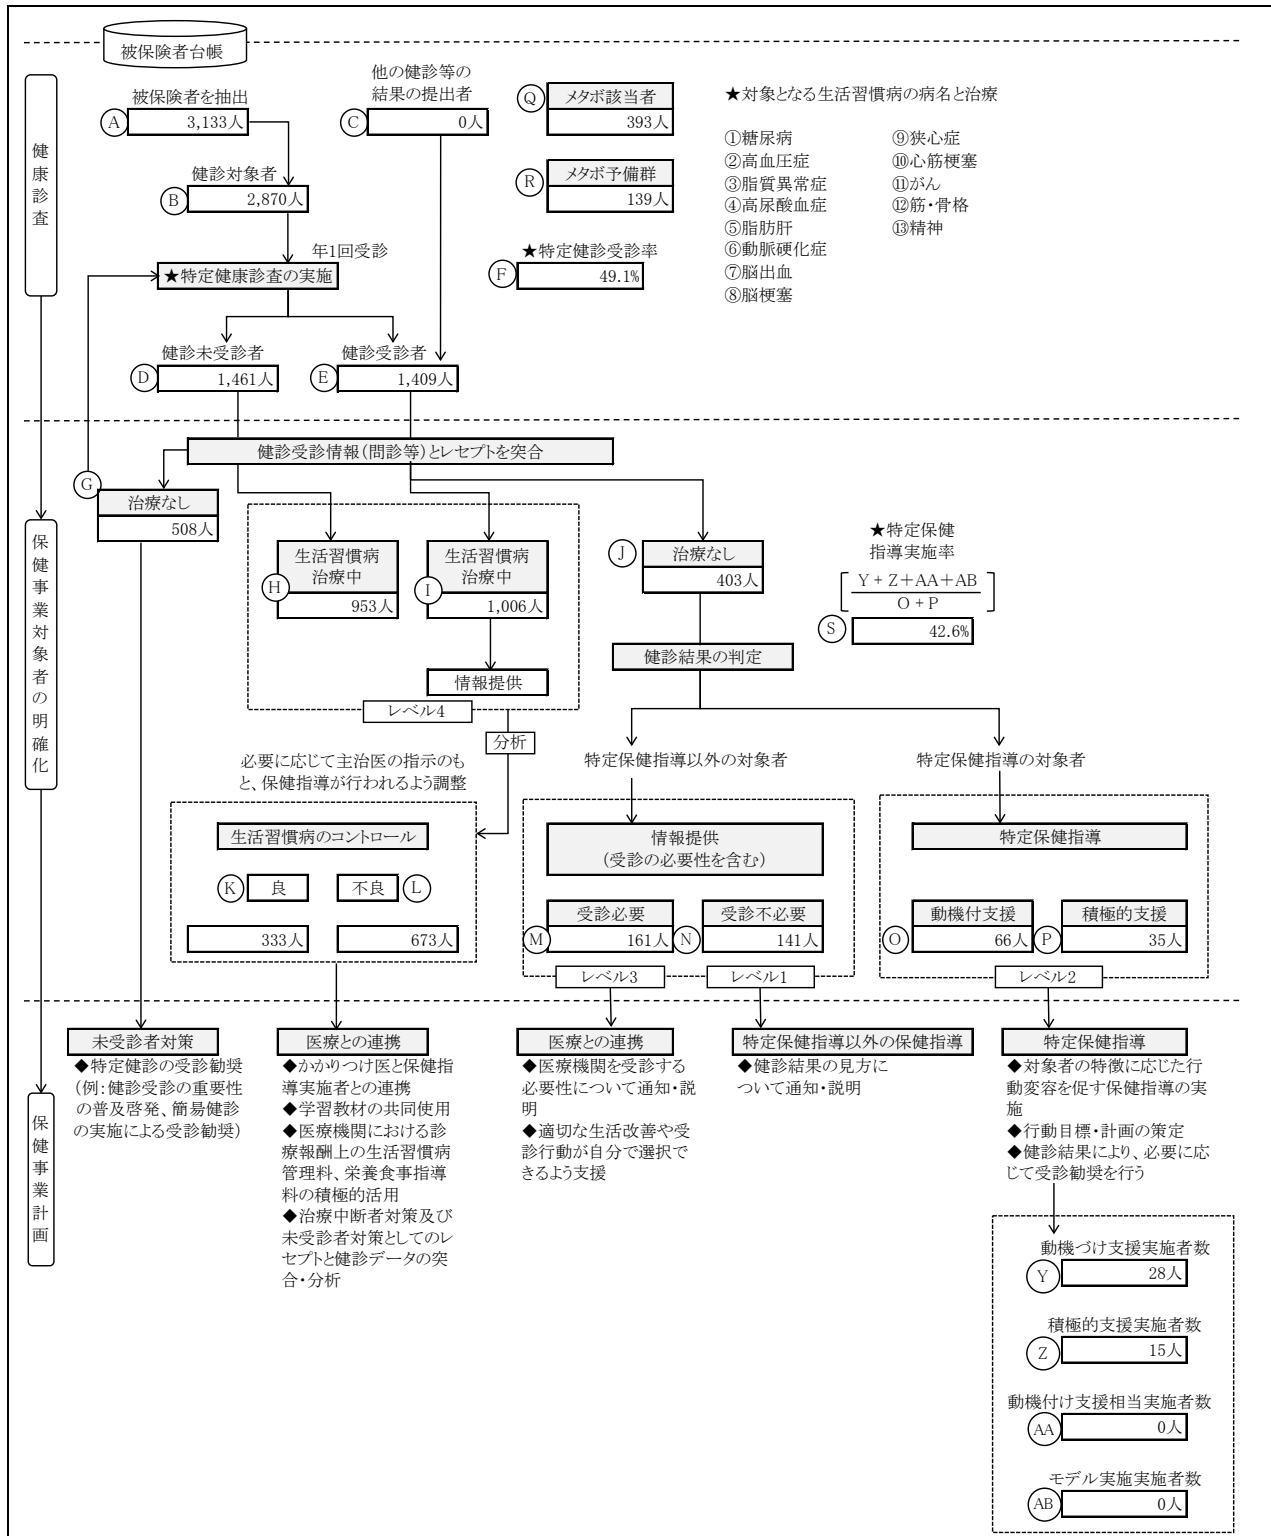 被保険者台帳
健康診査
被保険者を抽出
A
3,133人
他の健診等の
結果の提出者
C
0人
Q
メタボ該当者
393人
R
メタボ予備群
139人
★特定健診受診率
F
49.1%
★対象となる生活習慣病の病名と治療
①糖尿病
②高血圧症
③脂質異常症
④高尿酸血症
⑤脂肪肝
⑥動脈硬化症
⑦脳出血
⑧脳梗塞
⑨狭心症
⑩心筋梗塞
⑪がん
⑫筋・骨格
⑬精神
健診対象者
B
2,870人
年1回受診
★特定健康診査の実施
健診未受診者
D
1,461人
健診受診者
E
1,409人
保健事業対象者の明確化
健診受診情報(問診等)とレセプトを突合
G
治療なし
508人
生活習慣病
治療中
H
953人
生活習慣病
治療中
I
1,006人
情報提供
レベル4
分析
J
治療なし
403人
★特定保健
指導実施率
Y + Z+AA+AB
O + P
S
42.6%
健診結果の判定
必要に応じて主治医の指示のも
と、保健指導が行われるよう調整
特定保健指導以外の対象者
特定保健指導の対象者
生活習慣病のコントロール
K
良
不良
L
333人
673人
情報提供
(受診の必要性を含む)
受診必要
M
161人
受診不必要
N
141人
レベル3
レベル1
特定保健指導
動機付支援
O
66人
積極的支援
P
35人
レベル2
保健事業計画
未受診者対策
◆特定健診の受診勧奨
(例:健診受診の重要性
の普及啓発、簡易健診
の実施による受診勧奨)
医療との連携
◆かかりつけ医と保健指
導実施者との連携
◆学習教材の共同使用
◆医療機関における診
療報酬上の生活習慣病
管理料、栄養食事指導
料の積極的活用
◆治療中断者対策及び
未受診者対策としてのレ
セプトと健診データの突
合・分析
医療との連携
◆医療機関を受診する
必要性について通知・説
明
◆適切な生活改善や受
診行動が自分で選択で
きるよう支援
特定保健指導以外の保健指導
◆健診結果の見方に
ついて通知・説明
特定保健指導
◆対象者の特徴に応じた行
動変容を促す保健指導の実
施
◆行動目標・計画の策定
◆健診結果により、必要に応
じて受診勧奨を行う
動機づけ支援実施者数
Y
28人
積極的支援実施者数
Z
15人
動機付け支援相当実施者数
AA
0人
モデル実施実施者数
AB
0人